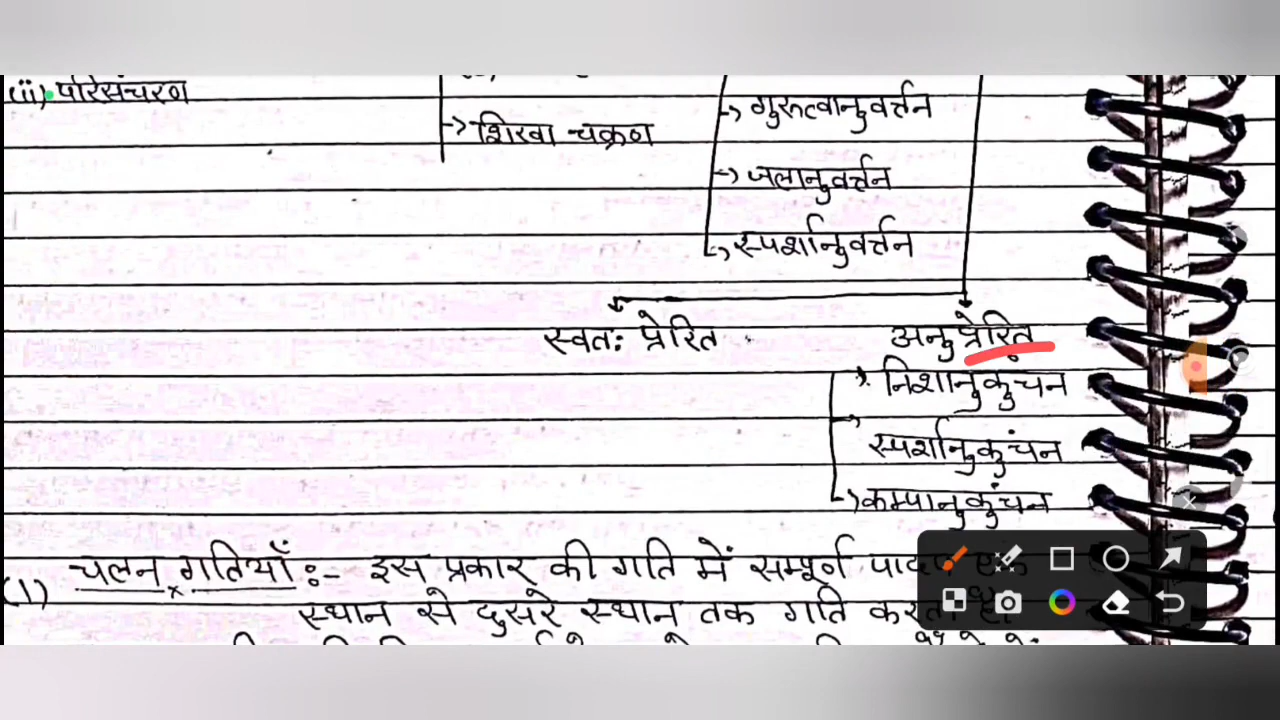 (ii) परिसंचरण
→ शिखा चक्रण
→ गुरुत्वानुवर्त्तन
→ जलानुवर्त्तन
→ स्पर्शानुवर्त्तन
स्वतः प्रेरित
अनुप्रेरित
→ निशानुकुंचन
→ स्पर्शानुकुंचन
→ कम्पानुकुंचन
(1) चलन गतियाँ :- इस प्रकार की गति में सम्पूर्ण पादप एक
स्थान से दुसरे स्थान तक गति करता है।